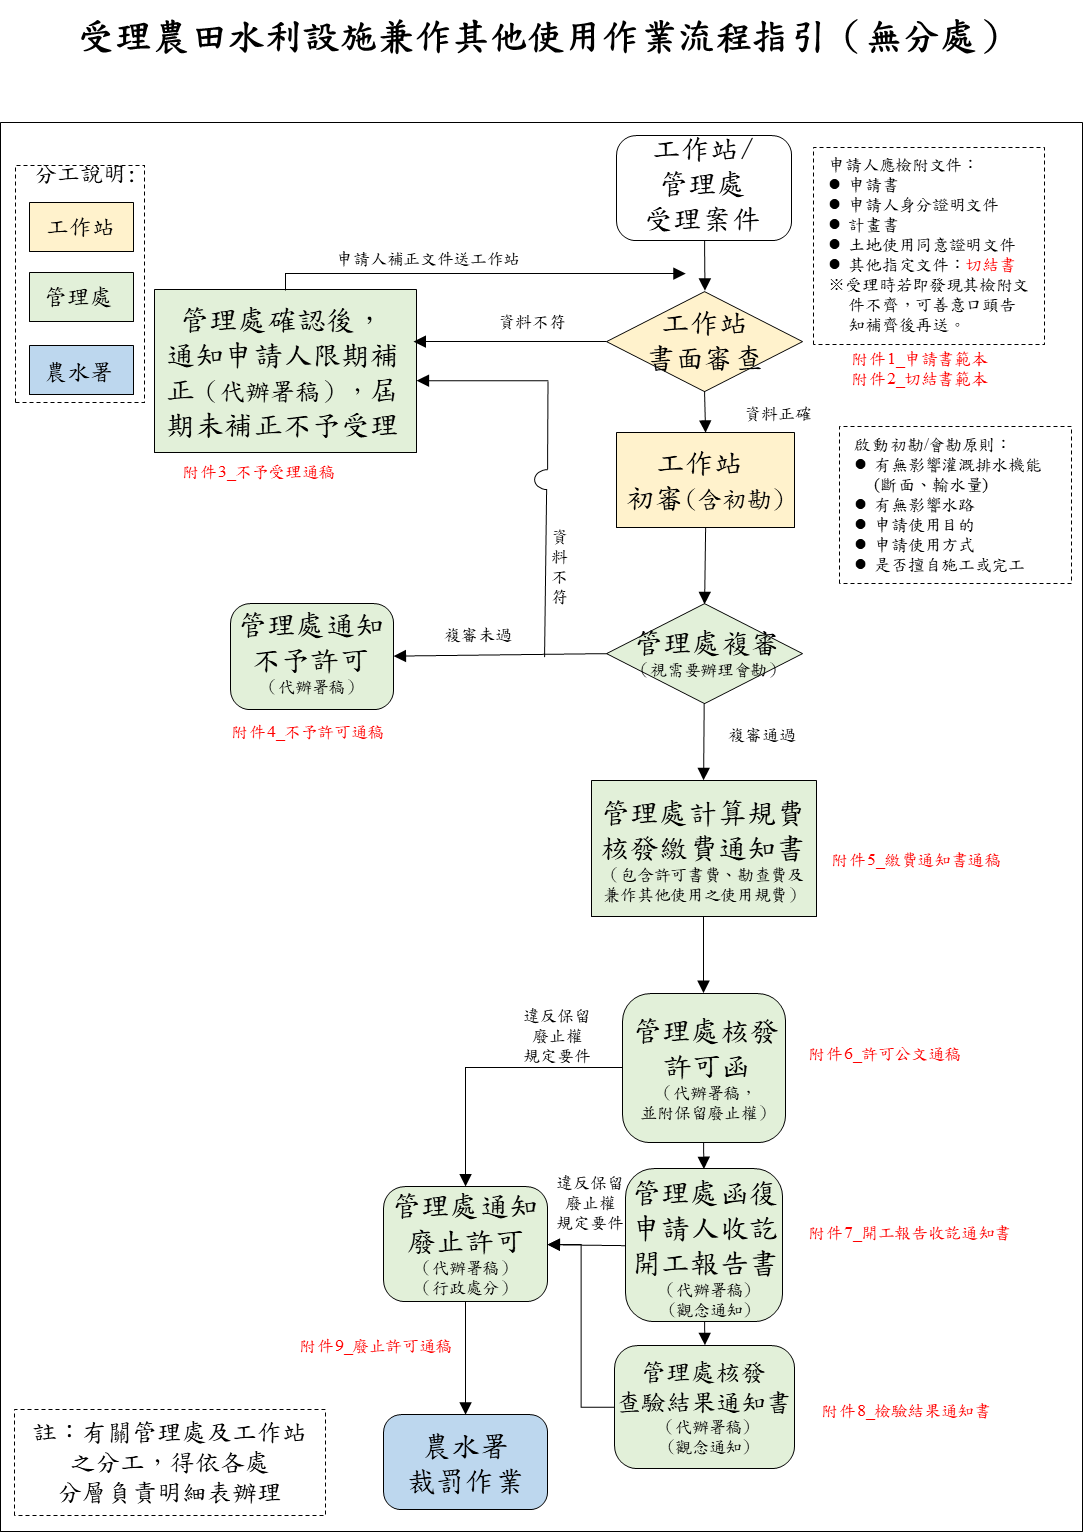 受理農田水利設施兼作其他使用作業流程指引（無分處）
分工說明:
工作站
管理處
農水署
工作站/
管理處
受理案件
申請人應檢附文件：
● 申請書
● 申請人身分證明文件
● 計畫書
● 土地使用同意證明文件
● 其他指定文件：切結書
※受理時若即發現其檢附文
件不齊，可善意口頭告
知補齊後再送。
附件1_申請書範本
附件2_切結書範本
申請人補正文件送工作站
管理處確認後，
通知申請人限期補
正（代辦署稿），屆
期未補正不予受理
附件3_不予受理通稿
資料不符
工作站
書面審查
資料正確
工作站
初審(含初勘)
啟動初勘/會勘原則：
● 有無影響灌溉排水機能
(斷面、輸水量)
● 有無影響水路
● 申請使用目的
● 申請使用方式
● 是否擅自施工或完工
資
料
不
符
管理處通知
不予許可
（代辦署稿）
附件4_不予許可通稿
複審未過
管理處複審
（視需要辦理會勘）
複審通過
管理處計算規費
核發繳費通知書
（包含許可書費、勘查費及
兼作其他使用之使用規費）
附件5_繳費通知書通稿
違反保留
廢止權
規定要件
管理處核發
許可函
（代辦署稿，
並附保留廢止權）
附件6_許可公文通稿
管理處通知
廢止許可
（代辦署稿）
（行政處分）
違反保留
廢止權
規定要件
管理處函復
申請人收訖
開工報告書
（代辦署稿）
（觀念通知）
附件7_開工報告收訖通知書
附件9_廢止許可通稿
管理處核發
查驗結果通知書
（代辦署稿）
（觀念通知）
附件8_檢驗結果通知書
農水署
裁罰作業
註：有關管理處及工作站
之分工，得依各處
分層負責明細表辦理